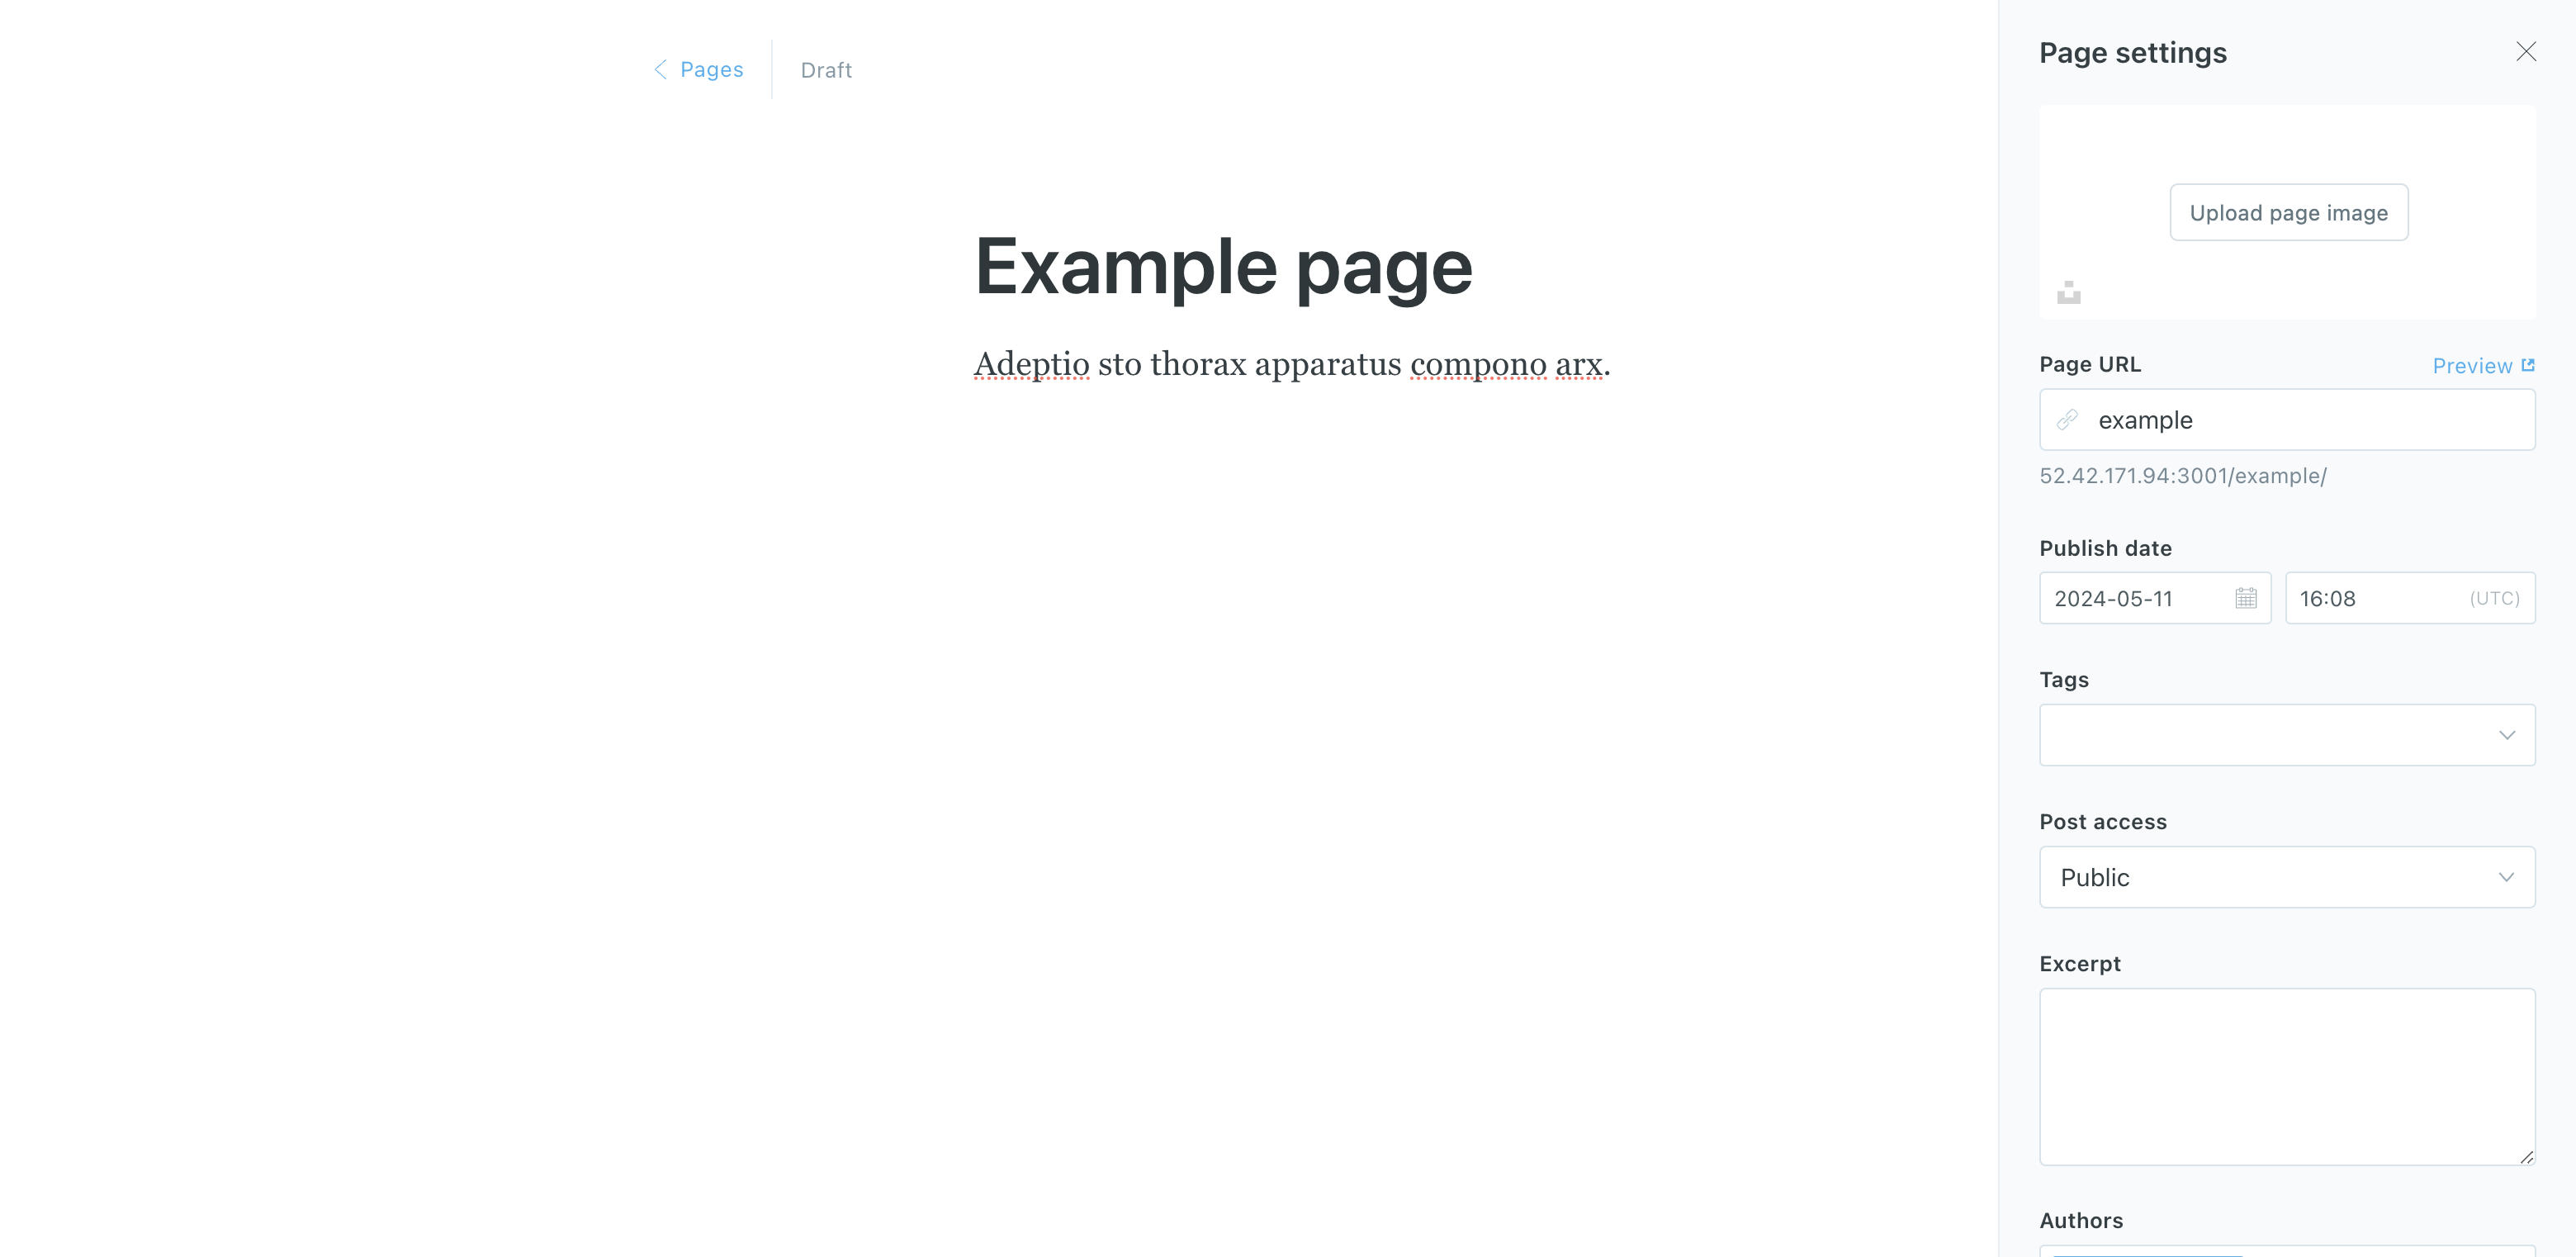 Pages
Draft
Example page
Adeptio sto thorax apparatus compono arx.
Page settings
Upload page image
Page URL
Preview
example
52.42.171.94:3001/example/
Publish date
2024-05-11
16:08
(UTC)
Tags
Post access
Public
Excerpt
Authors